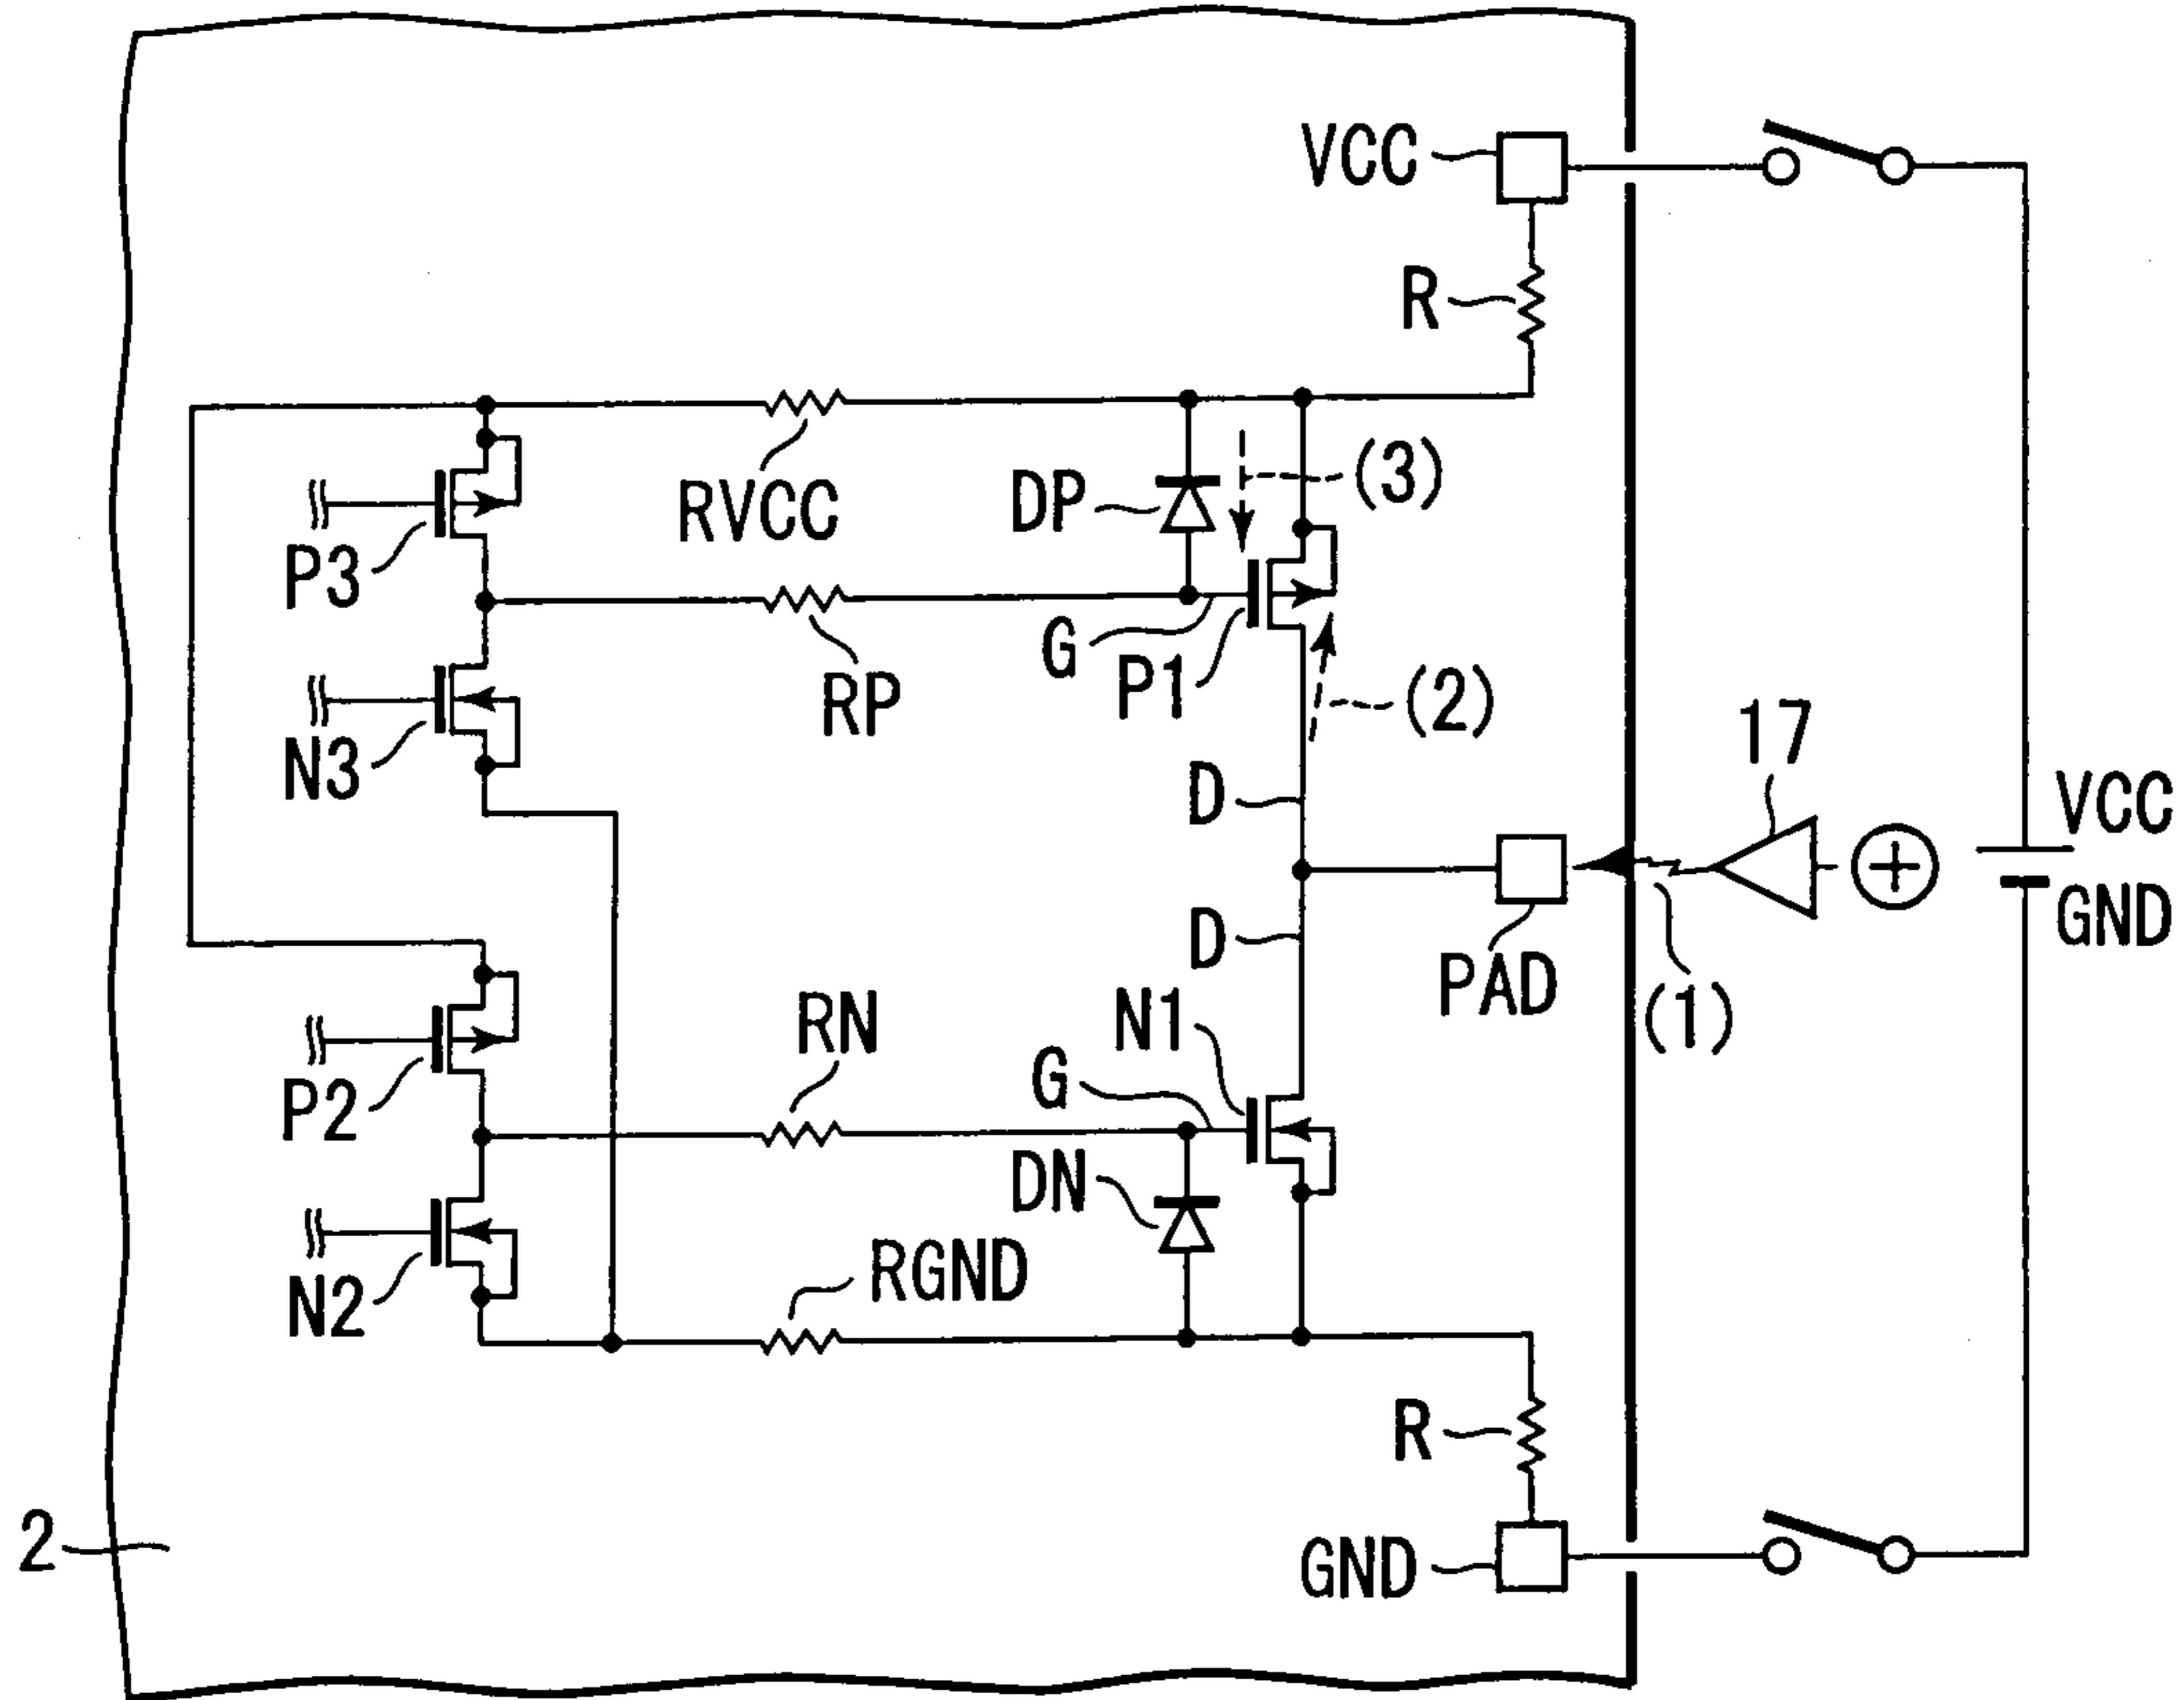 VCC
R
RVCC
DP
(3)
P3
G
P1
(2)
RP
17
N3
D
VCC
D
GND
PAD
(1)
RN
N1
G
P2
DN
RGND
N2
R
2
GND